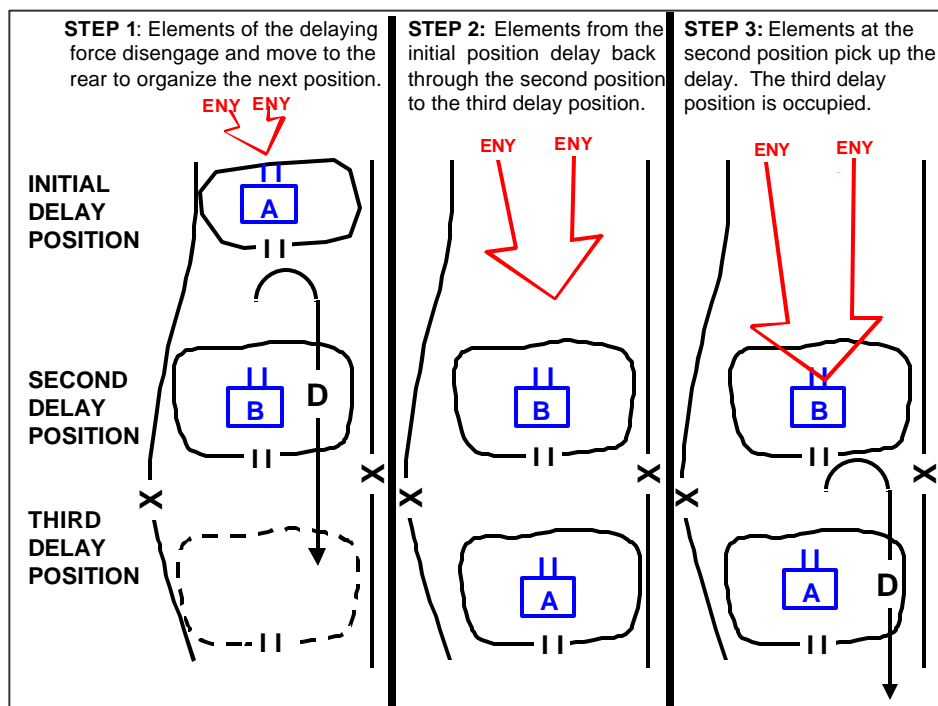 STEP 1: Elements of the delaying
force disengage and move to the
rear to organize the next position.
ENY ENY
INITIAL
DELAY
POSITION
A
SECOND
DELAY
POSITION
B
D
X
X
THIRD
DELAY
POSITION
STEP 2: Elements from the
initial position delay back
through the second position
to the third delay position.
ENY ENY
B
X
X
A
STEP 3: Elements at the
second position pick up the
delay. The third delay
position is occupied.
ENY ENY
B
X
X
A
D